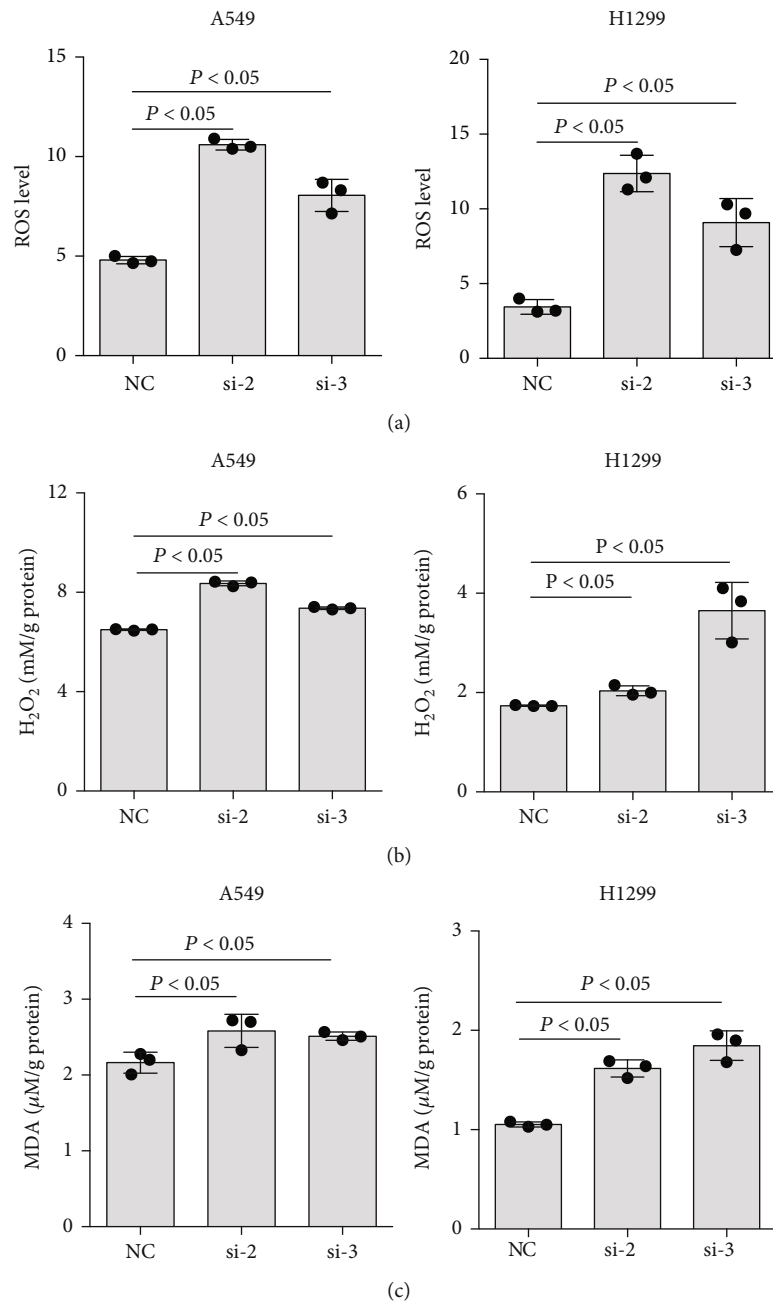 A549
H1299
15
10
5
0
ROS level
P < 0.05
P < 0.05
NC si-2 si-3
20
15
10
5
0
ROS level
P < 0.05
P < 0.05
NC si-2 si-3
(a)
A549
H1299
12
8
4
0
H₂O₂ (mM/g protein)
P < 0.05
P < 0.05
NC si-2 si-3
6
4
2
0
H₂O₂ (mM/g protein)
P < 0.05
P < 0.05
NC si-2 si-3
(b)
A549
H1299
4
3
2
1
0
MDA (μM/g protein)
P < 0.05
P < 0.05
NC si-2 si-3
3
2
1
0
MDA (μM/g protein)
P < 0.05
P < 0.05
NC si-2 si-3
(c)